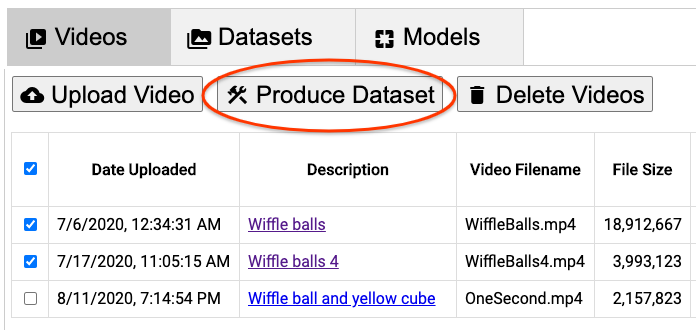 Videos Datasets Models
Upload Video Produce Dataset Delete Videos
Date Uploaded Description Video Filename File Size
7/6/2020, 12:34:31 AM Wiffle balls WiffleBalls.mp4 18,912,667
7/17/2020, 11:05:15 AM Wiffle balls 4 WiffleBalls4.mp4 3,993,123
8/11/2020, 7:14:54 PM Wiffle ball and yellow cube OneSecond.mp4 2,157,823